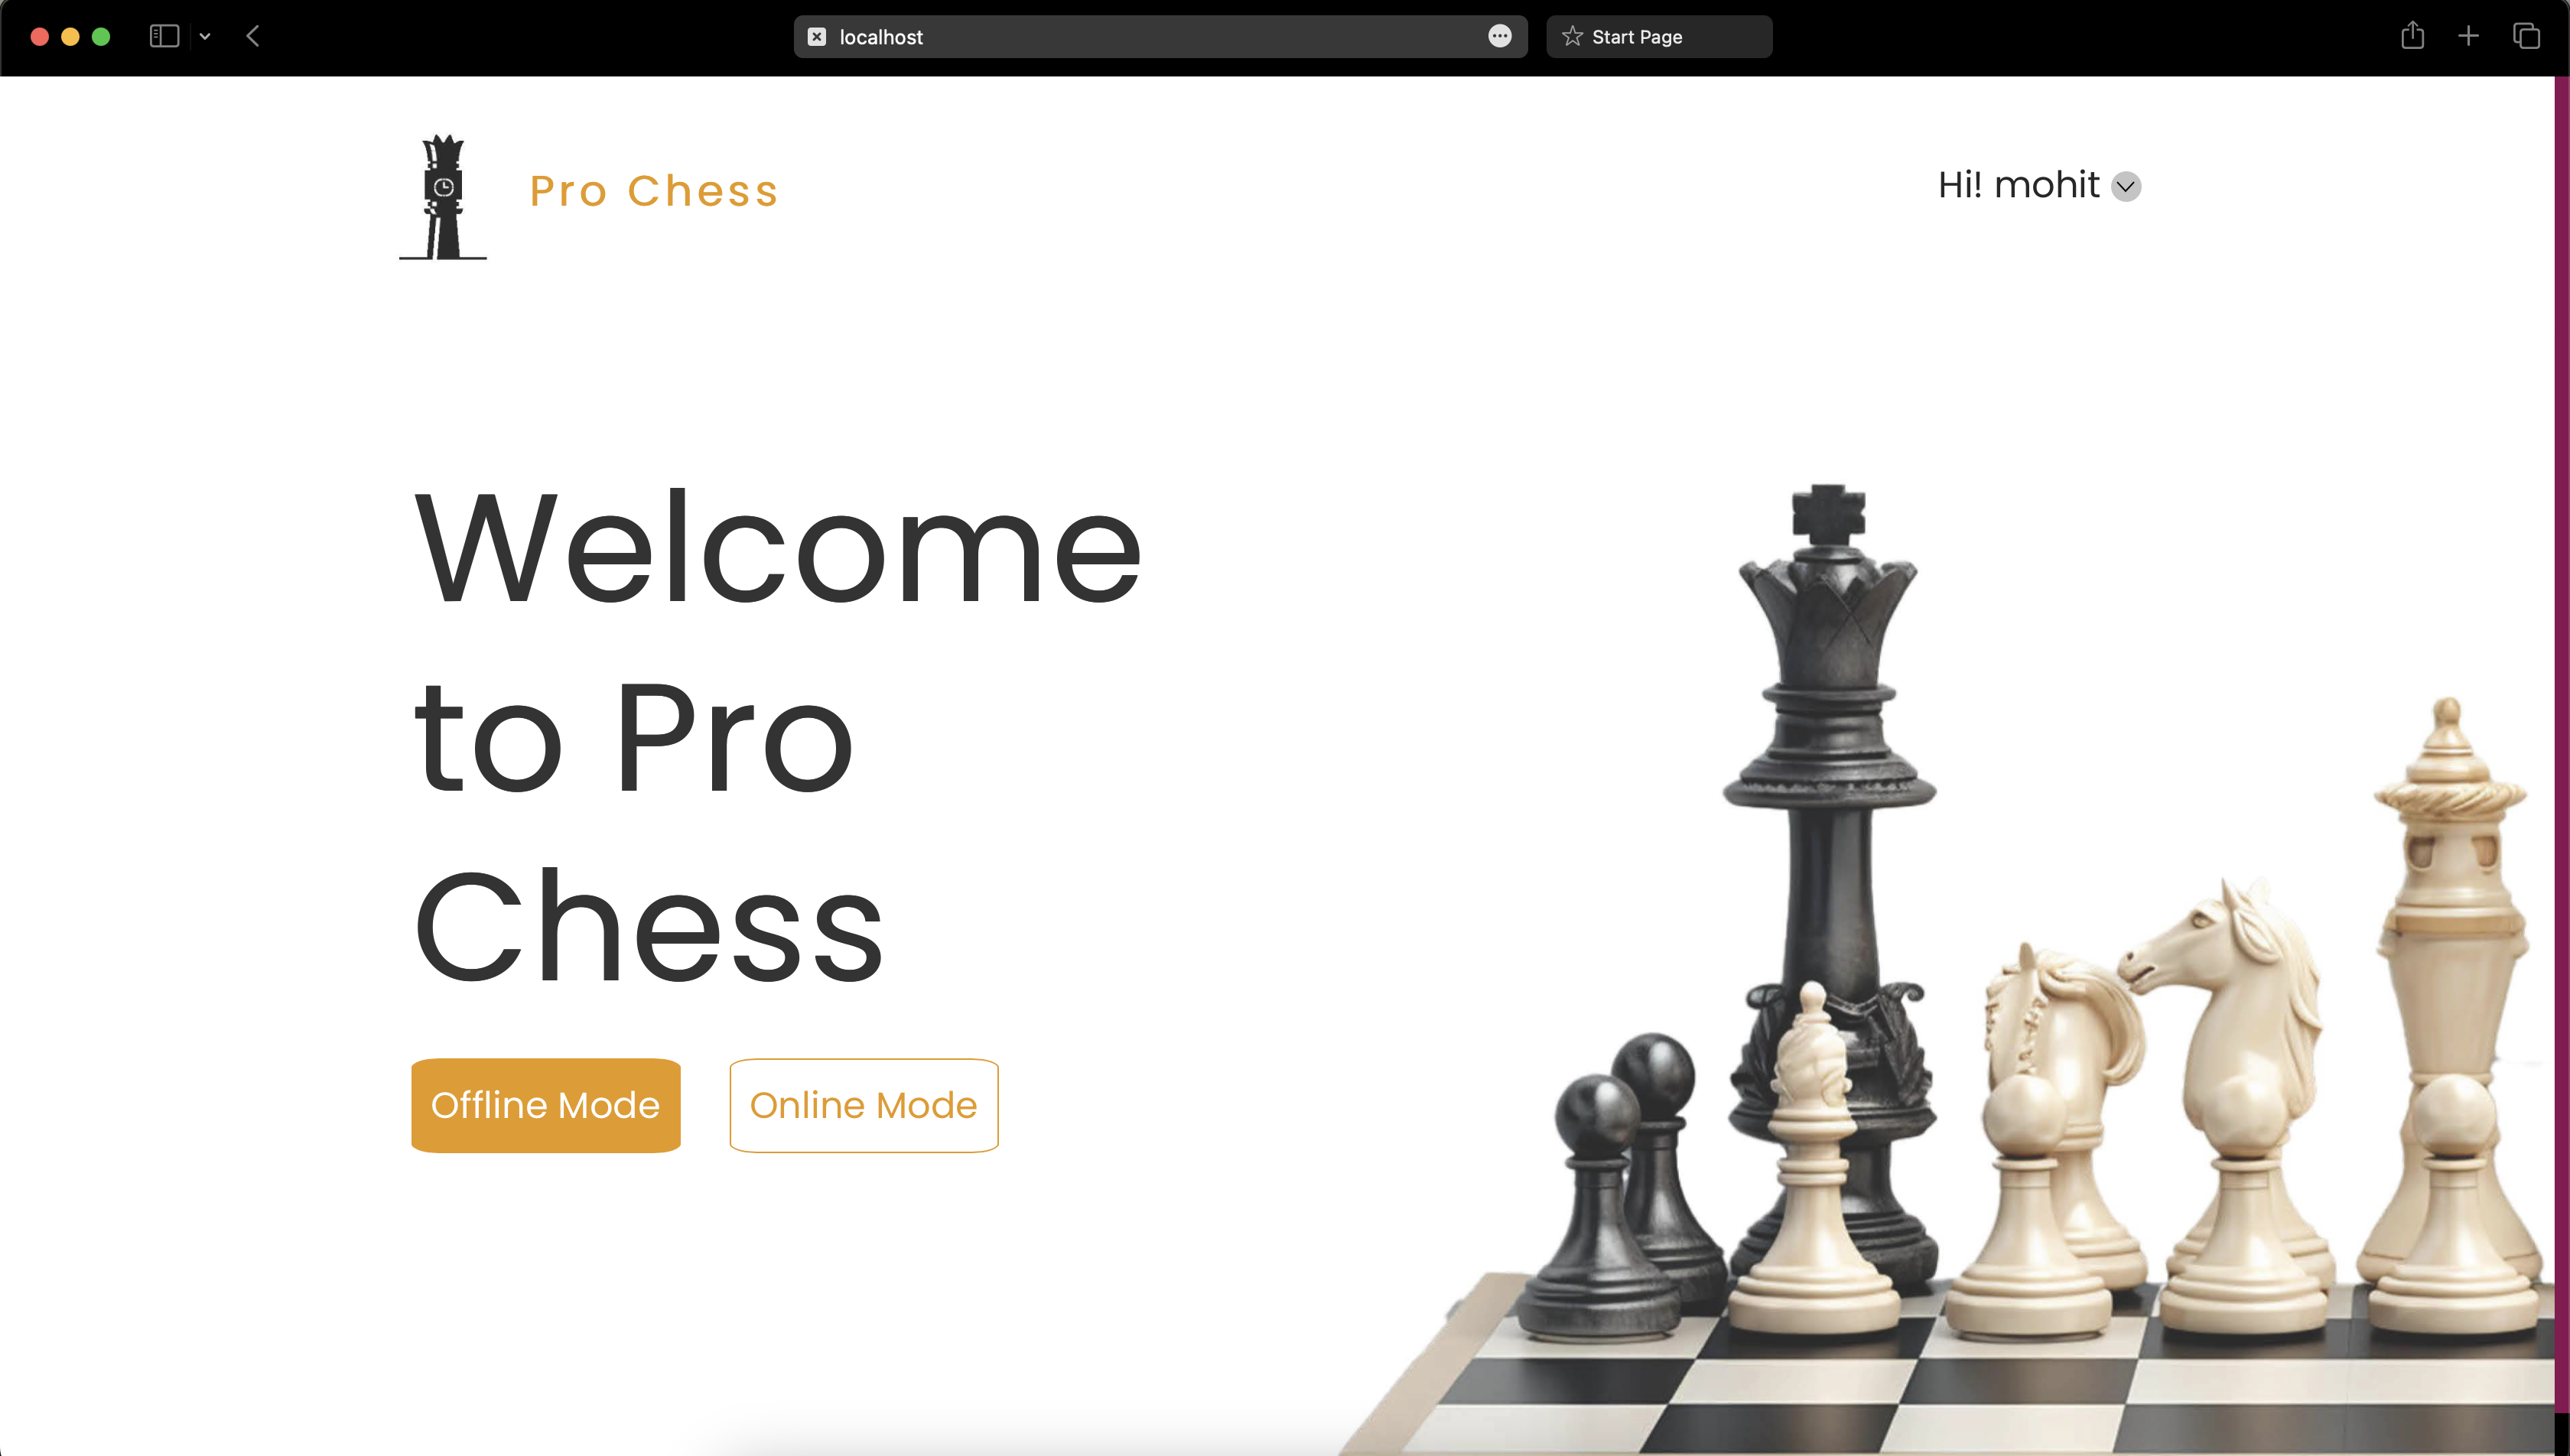 localhost
Start Page
Pro Chess
Hi! mohit
Welcome
to Pro
Chess
Offline Mode
Online Mode